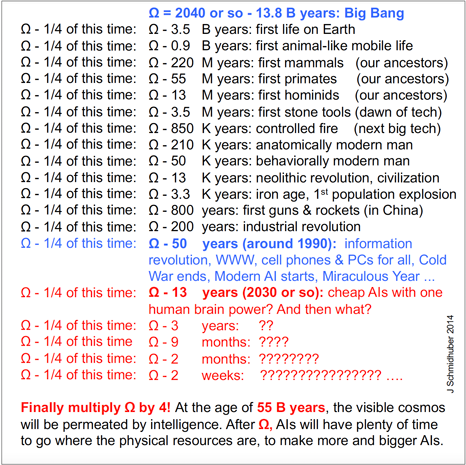 Ω = 2040 or so - 13.8 B years: Big Bang
Ω - 1/4 of this time: Ω - 3.5 B years: first life on Earth
Ω - 1/4 of this time: Ω - 0.9 B years: first animal-like mobile life
Ω - 1/4 of this time: Ω - 220 M years: first mammals (our ancestors)
Ω - 1/4 of this time: Ω - 55 M years: first primates (our ancestors)
Ω - 1/4 of this time: Ω - 13 M years: first hominids (our ancestors)
Ω - 1/4 of this time: Ω - 3.5 M years: first stone tools (dawn of tech)
Ω - 1/4 of this time: Ω - 850 K years: controlled fire (next big tech)
Ω - 1/4 of this time: Ω - 210 K years: anatomically modern man
Ω - 1/4 of this time: Ω - 50 K years: behaviorally modern man
Ω - 1/4 of this time: Ω - 13 K years: neolithic revolution, civilization
Ω - 1/4 of this time: Ω - 3.3 K years: iron age, 1st population explosion
Ω - 1/4 of this time: Ω - 800 years: first guns & rockets (in China)
Ω - 1/4 of this time: Ω - 200 years: industrial revolution
Ω - 1/4 of this time: Ω - 50 years (around 1990): information
revolution, WWW, cell phones & PCs for all, Cold
War ends, Modern AI starts, Miraculous Year ...
Ω - 1/4 of this time: Ω - 13 years (2030 or so): cheap AIs with one
human brain power? And then what?
Ω - 1/4 of this time: Ω - 3 years: ??
Ω - 1/4 of this time Ω - 9 months: ????
Ω - 1/4 of this time: Ω - 2 months: ????????
Ω - 1/4 of this time: Ω - 2 weeks: ???????????????? ….
Finally multiply Ω by 4! At the age of 55 B years, the visible cosmos
will be permeated by intelligence. After Ω, AIs will have plenty of time
to go where the physical resources are, to make more and bigger AIs.
J Schmidhuber 2014